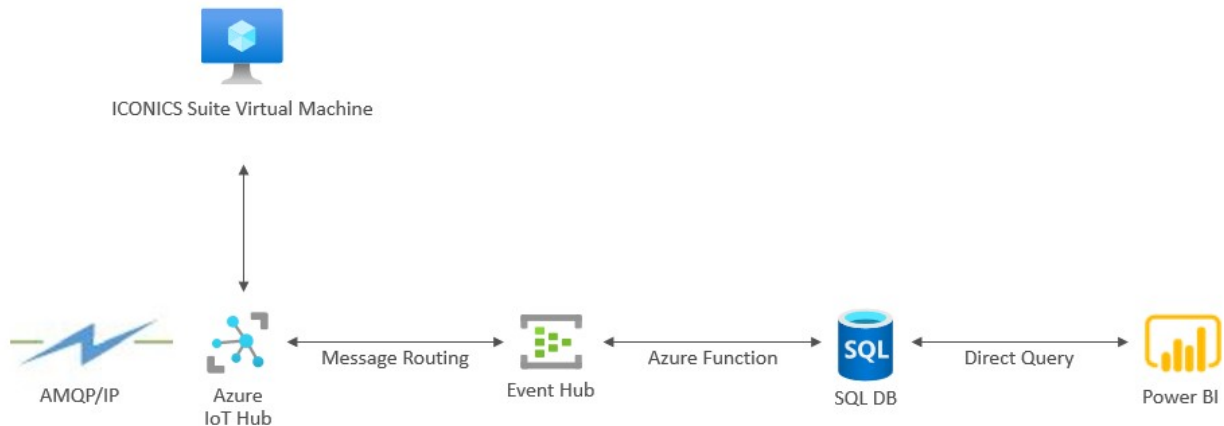 ICONICS Suite Virtual Machine
Message Routing
Azure Function
SQL
Direct Query
AMQP/IP
Azure
IoT Hub
Event Hub
SQL DB
Power BI